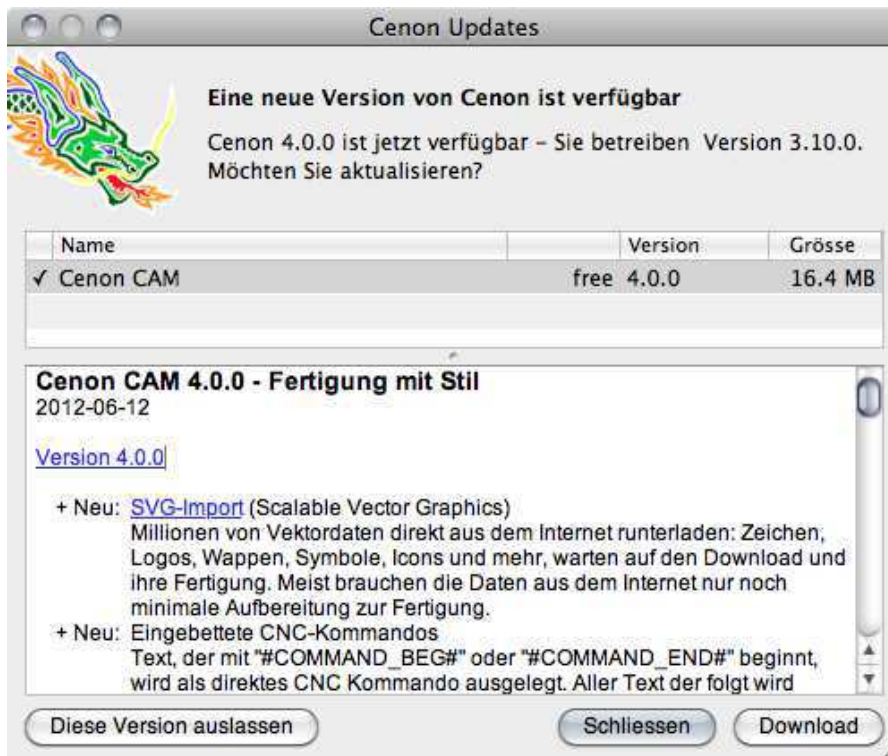 Cenon Updates
Eine neue Version von Cenon ist verfügbar
Cenon 4.0.0 ist jetzt verfügbar – Sie betreiben Version 3.10.0.
Möchten Sie aktualisieren?
Name Version Grösse
✓ Cenon CAM free 4.0.0 16.4 MB
Cenon CAM 4.0.0 - Fertigung mit Stil
2012-06-12
Version 4.0.0
+ Neu: SVG-Import (Scalable Vector Graphics)
Millionen von Vektordaten direkt aus dem Internet runterladen: Zeichen,
Logos, Wappen, Symbole, Icons und mehr, warten auf den Download und
ihre Fertigung. Meist brauchen die Daten aus dem Internet nur noch
minimale Aufbereitung zur Fertigung.
+ Neu: Eingebettete CNC-Kommandos
Text, der mit "#COMMAND_BEG#" oder "#COMMAND_END#" beginnt,
wird als direktes CNC Kommando ausgelegt. Aller Text der folgt wird
Diese Version auslassen Schliessen Download